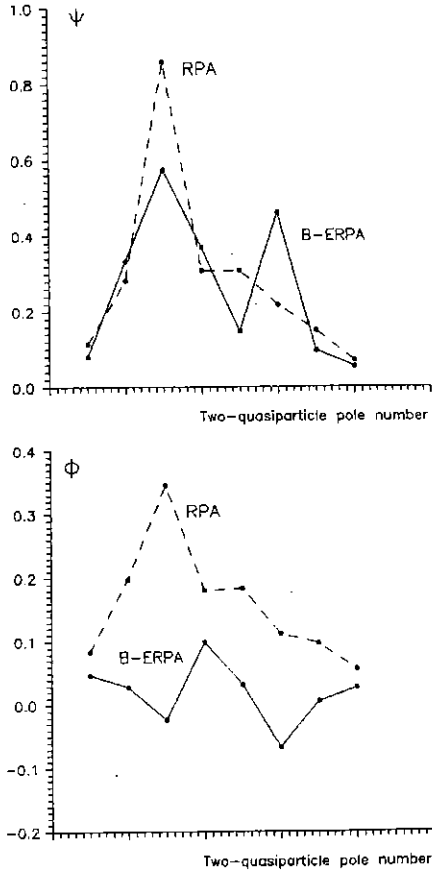 1.0
ψ
RPA
0.8
0.6
B-ERPA
0.4
0.2
0.0
Two-quasiparticle pole number
0.4
ϕ
RPA
0.3
0.2
B-ERPA
0.1
0.0
-0.1
-0.2
Two-quasiparticle pole number